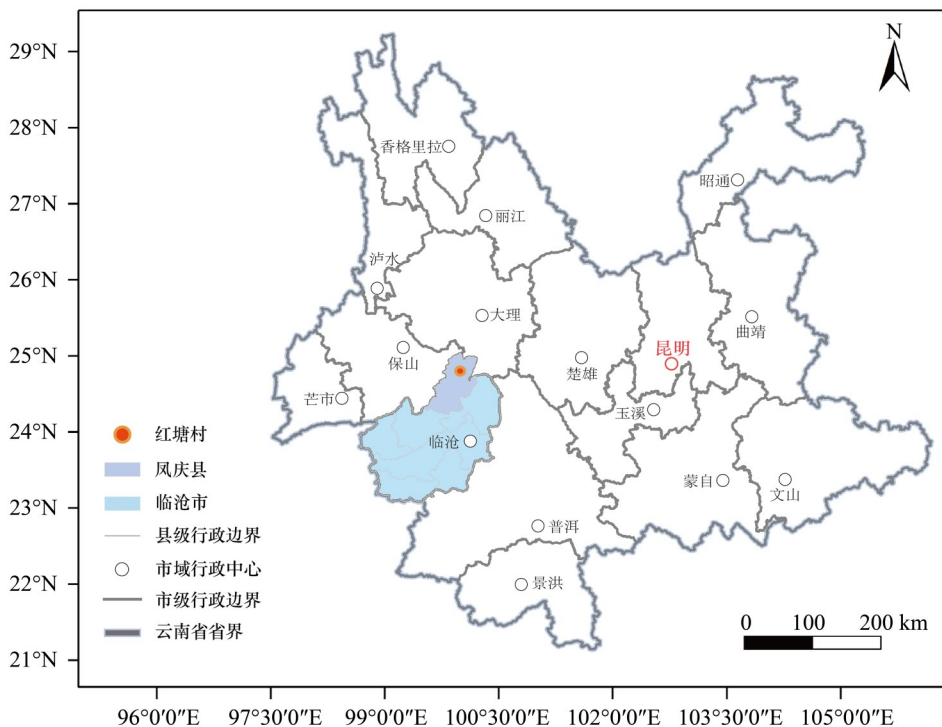 N
29°N
28°N
27°N
26°N
25°N
24°N
23°N
22°N
21°N
香格里拉
昭通
丽江
泸水
大理
曲靖
保山
昆明
楚雄
芒市
玉溪
临沧
蒙自
文山
普洱
景洪
红塘村
凤庆县
临沧市
县级行政边界
市域行政中心
市级行政边界
云南省省界
0 100 200 km
96°0′0″E 97°30′0″E 99°0′0″E 100°30′0″E 102°0′0″E 103°30′0″E 105°0′0″E